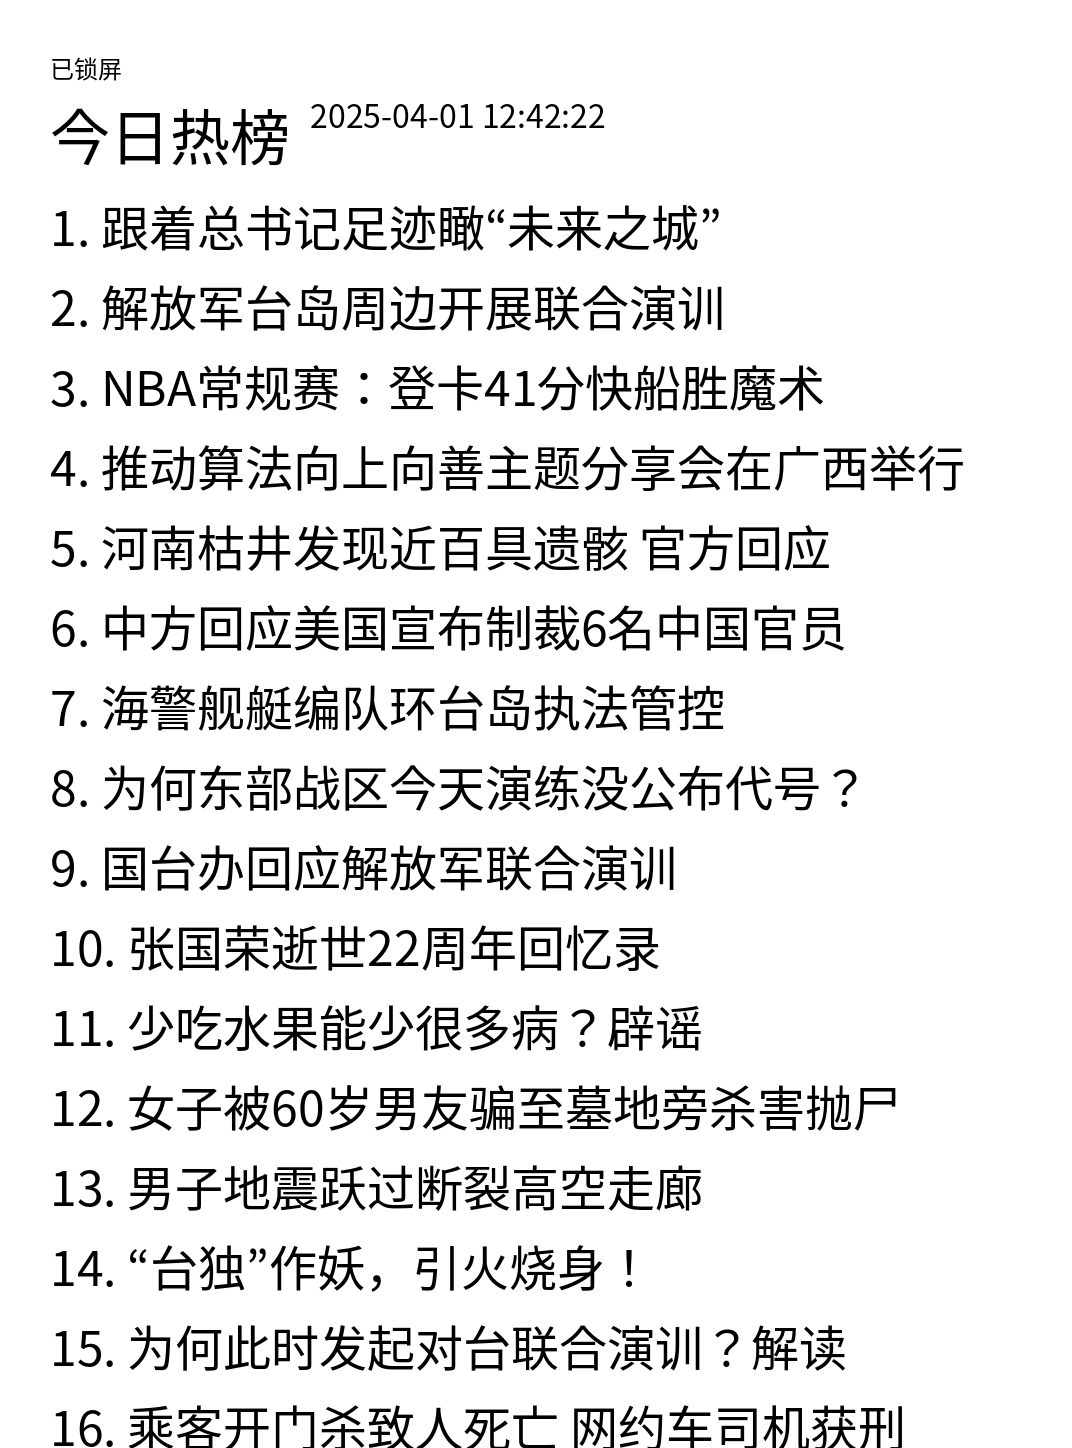 已锁屏
今日热榜 2025-04-01 12:42:22
1. 跟着总书记足迹瞰“未来之城”
2. 解放军台岛周边开展联合演训
3. NBA常规赛：登卡41分快船胜魔术
4. 推动算法向上向善主题分享会在广西举行
5. 河南枯井发现近百具遗骸 官方回应
6. 中方回应美国宣布制裁6名中国官员
7. 海警舰艇编队环台岛执法管控
8. 为何东部战区今天演练没公布代号？
9. 国台办回应解放军联合演训
10. 张国荣逝世22周年回忆录
11. 少吃水果能少很多病？辟谣
12. 女子被60岁男友骗至墓地旁杀害抛尸
13. 男子地震跃过断裂高空走廊
14. “台独”作妖，引火烧身！
15. 为何此时发起对台联合演训？解读
16. 乘客开门杀致人死亡 网约车司机获刑